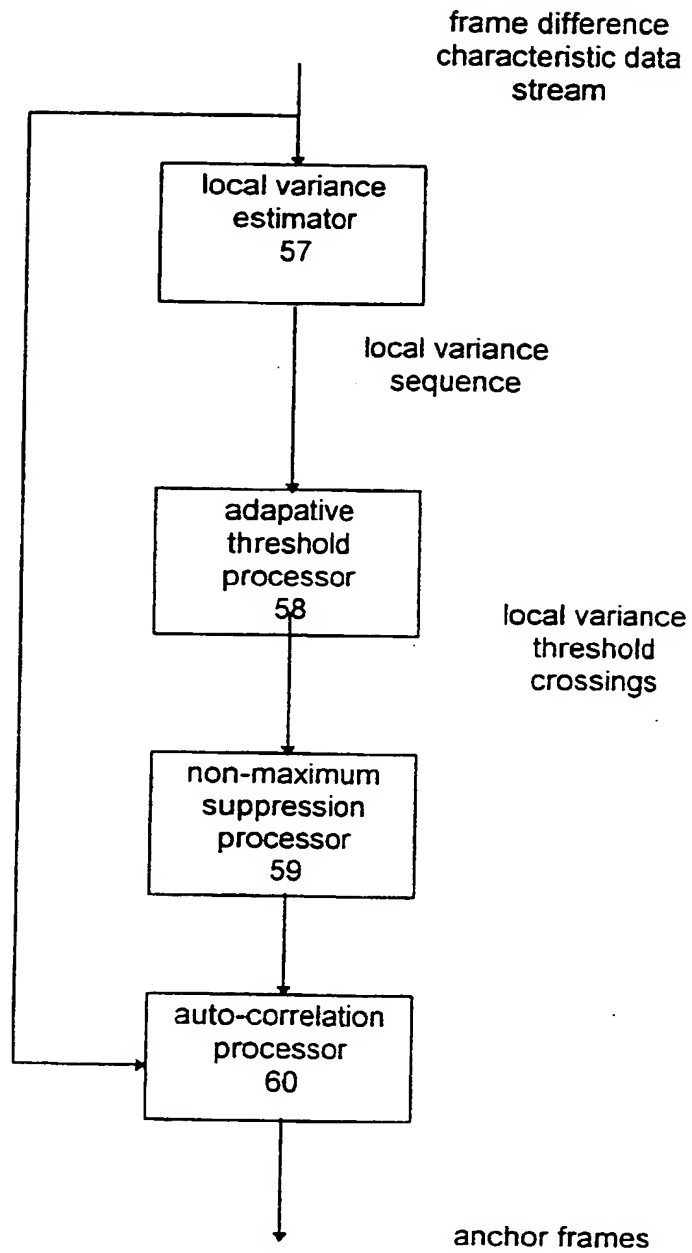 frame difference
characteristic data
stream
local variance
estimator
57
local variance
sequence
adapative
threshold
processor
58
local variance
threshold
crossings
non-maximum
suppression
processor
59
auto-correlation
processor
60
anchor frames